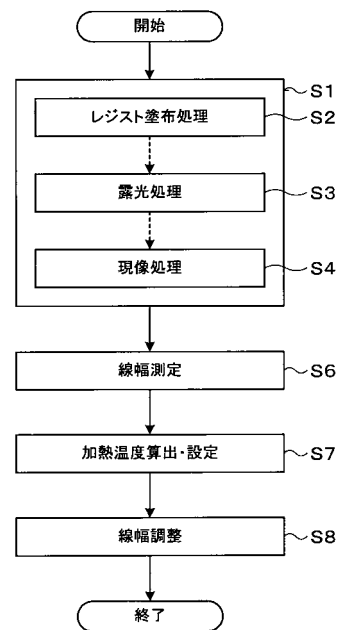 開始
S1
レジスト塗布処理
S2
露光処理
S3
現像処理
S4
線幅測定
S6
加熱温度算出・設定
S7
線幅調整
S8
終了